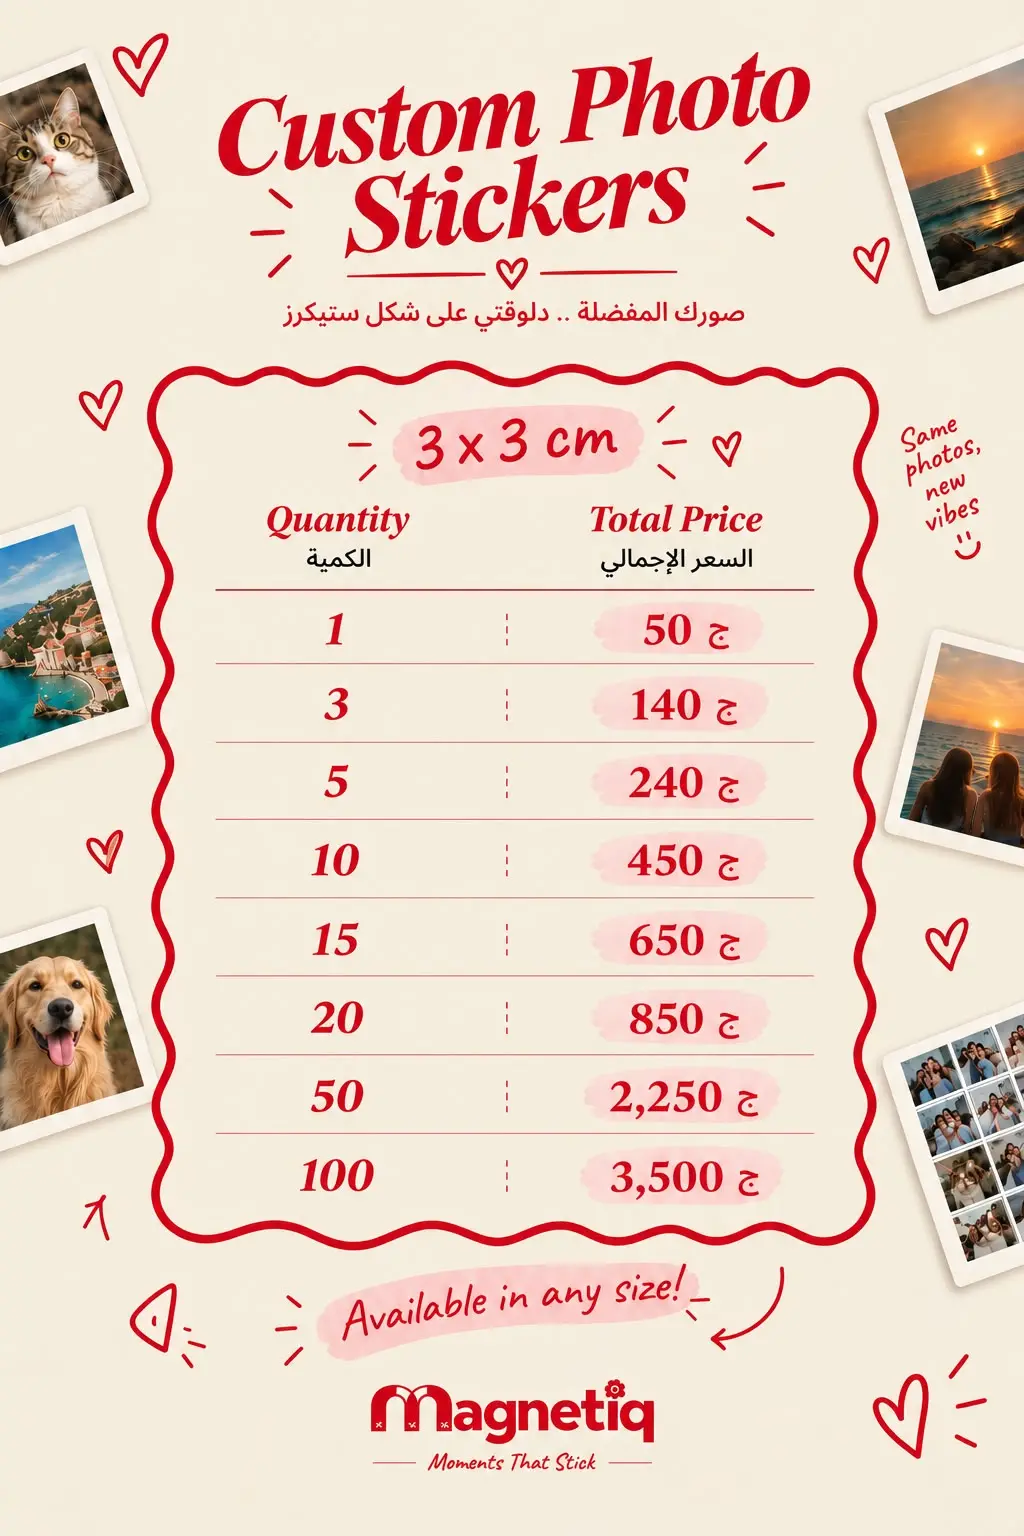 Custom Photo
Stickers
صورك المفضلة .. دلوقتي على شكل ستيكرز
3 x 3 cm
Quantity Total Price
الكمية السعر الإجمالي
1 50 ج
3 140 ج
5 240 ج
10 450 ج
15 650 ج
20 850 ج
50 2,250 ج
100 3,500 ج
Same
photos,
new
vibes
Available in any size!
Magnetiq
Moments That Stick